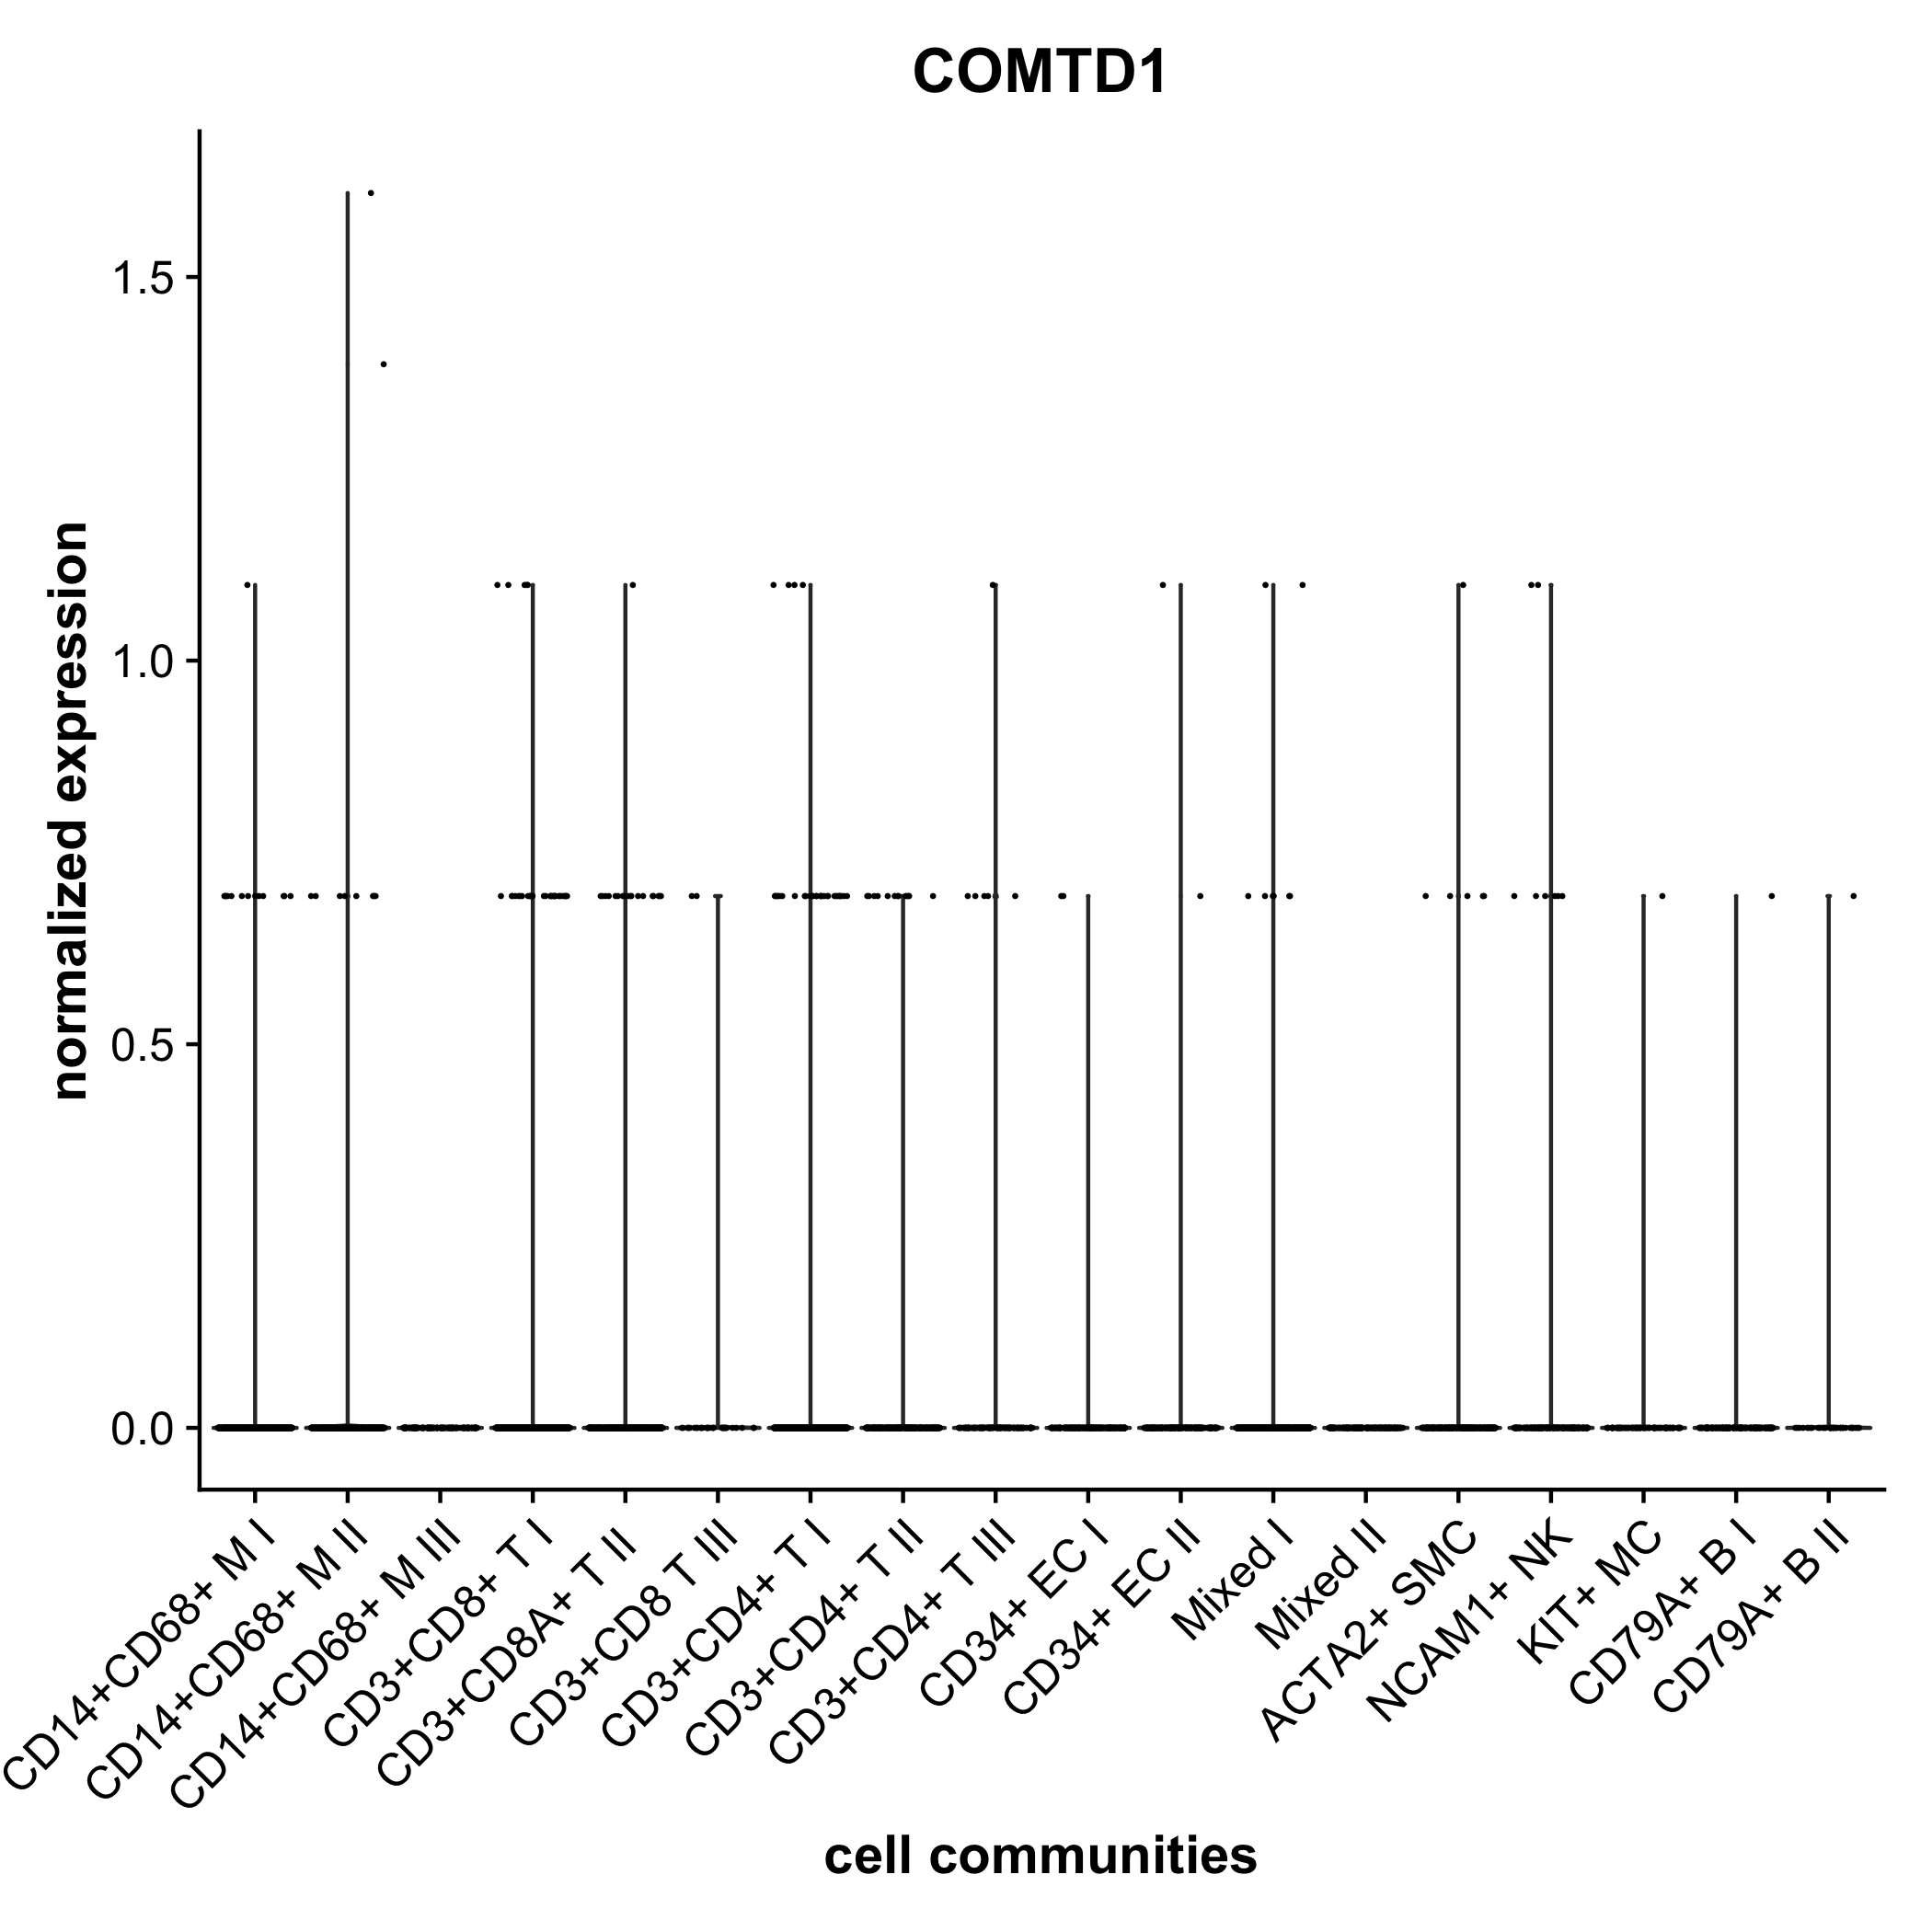 COMTD1
normalized expression
1.5
1.0
0.5
0.0
CD14+CD68+ M I
CD14+CD68+ M II
CD14+CD68+ M III
CD3+CD8+ T I
CD3+CD8A+ T II
CD3+CD8 T III
CD3+CD4+ T I
CD3+CD4+ T II
CD3+CD4+ T III
CD34+ EC I
CD34+ EC II
Mixed I
Mixed II
ACTA2+ SMC
NCAM1+ NK
KIT+ MC
CD79A+ B I
CD79A+ B II
cell communities